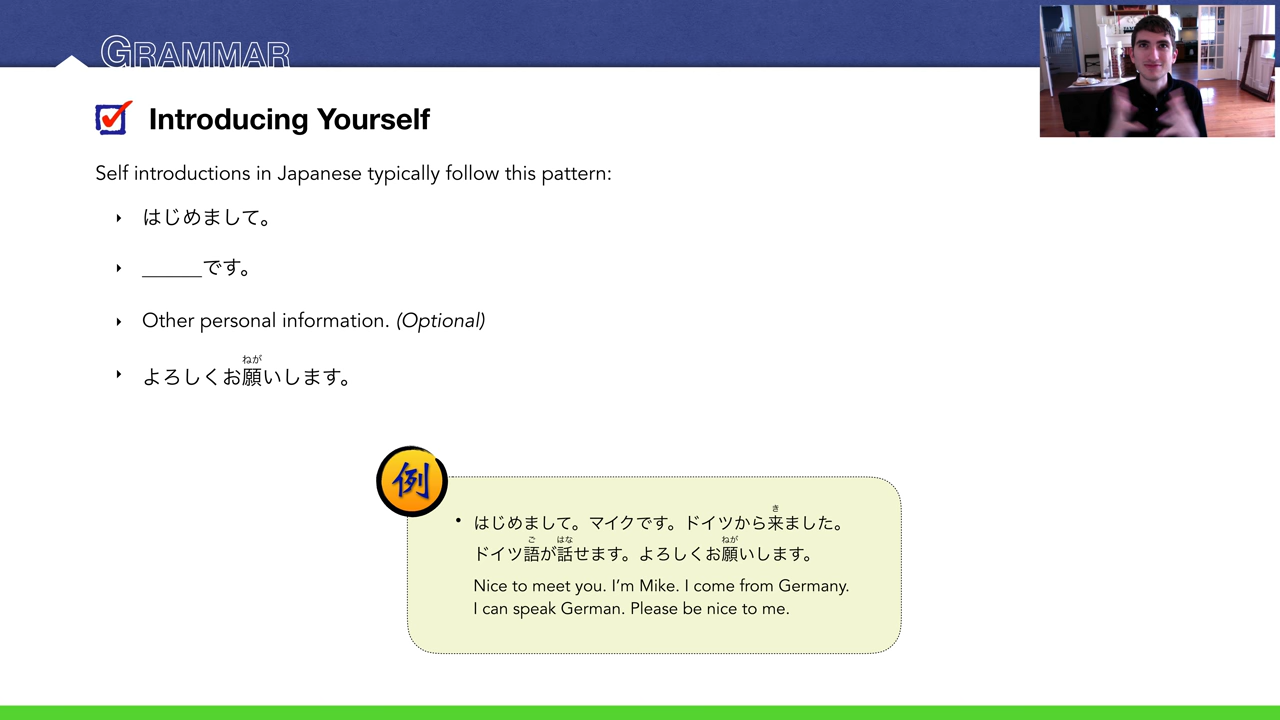 GRAMMAR
Introducing Yourself
Self introductions in Japanese typically follow this pattern:
はじめまして。
______です。
Other personal information. (Optional)
ねが
よろしくお願いします。
例
き
はじめまして。マイクです。ドイツから来ました。
ご はな ねが
ドイツ語が話せます。よろしくお願いします。
Nice to meet you. I’m Mike. I come from Germany.
I can speak German. Please be nice to me.